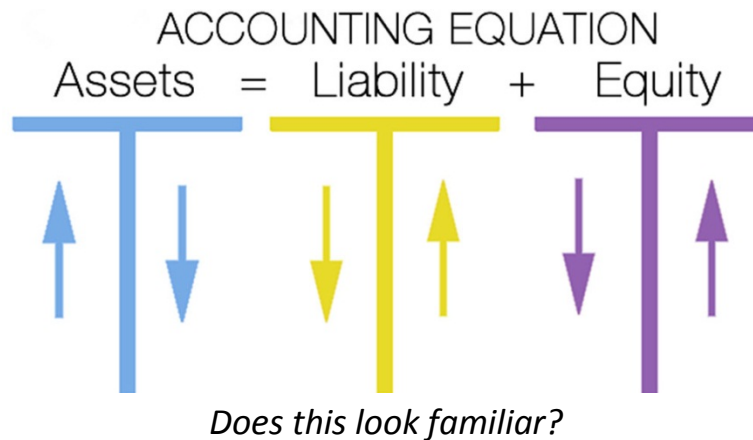 ACCOUNTING EQUATION
Assets = Liability + Equity
Does this look familiar?